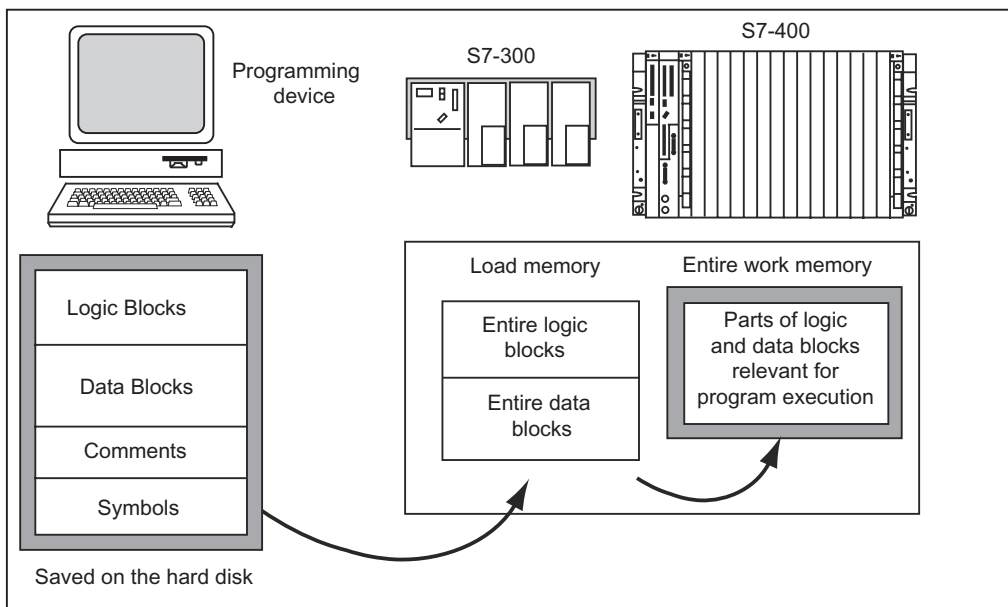 Programming
device
S7-300
S7-400
Logic Blocks
Data Blocks
Comments
Symbols
Saved on the hard disk
Load memory
Entire logic
blocks
Entire data
blocks
Entire work memory
Parts of logic
and data blocks
relevant for
program execution